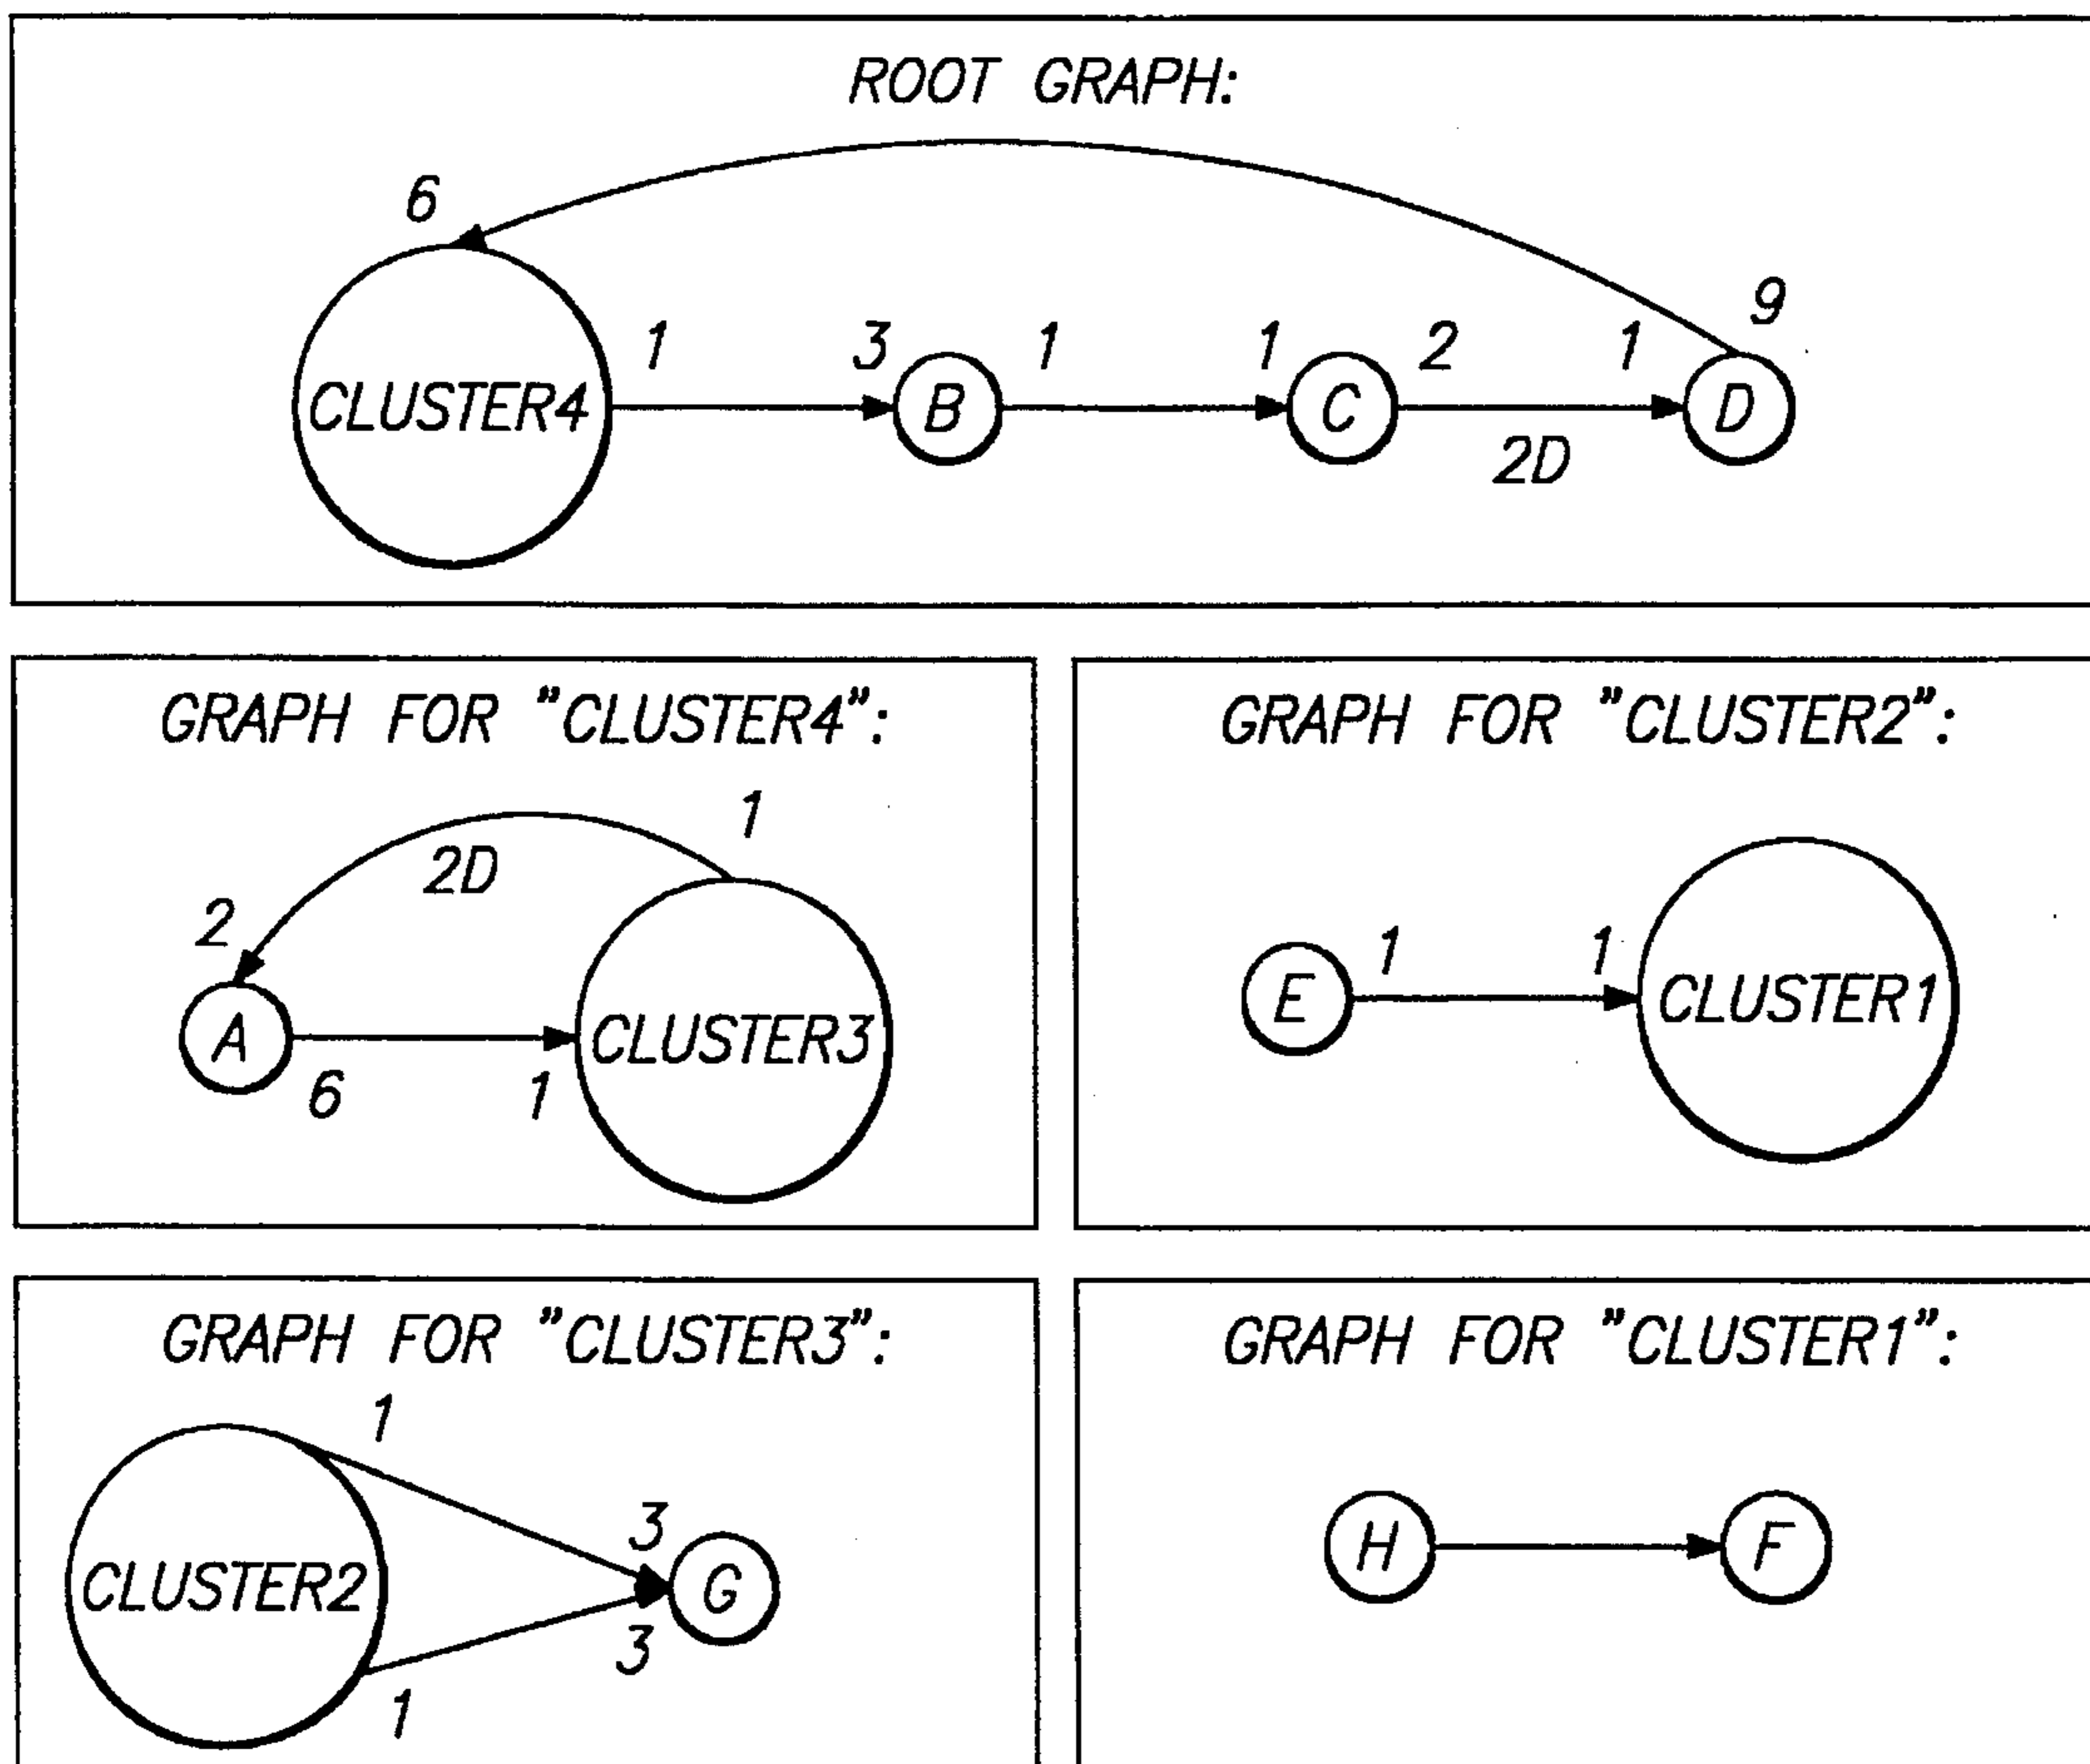 ROOT GRAPH:
6
9
1 3 1 1 2 1
CLUSTER4 B C D
2D
GRAPH FOR "CLUSTER4":
1
2D
2
A CLUSTER3
6 1
GRAPH FOR "CLUSTER2":
1 1
E CLUSTER1
GRAPH FOR "CLUSTER3":
1
3
CLUSTER2 G
3
1
GRAPH FOR "CLUSTER1":
H F